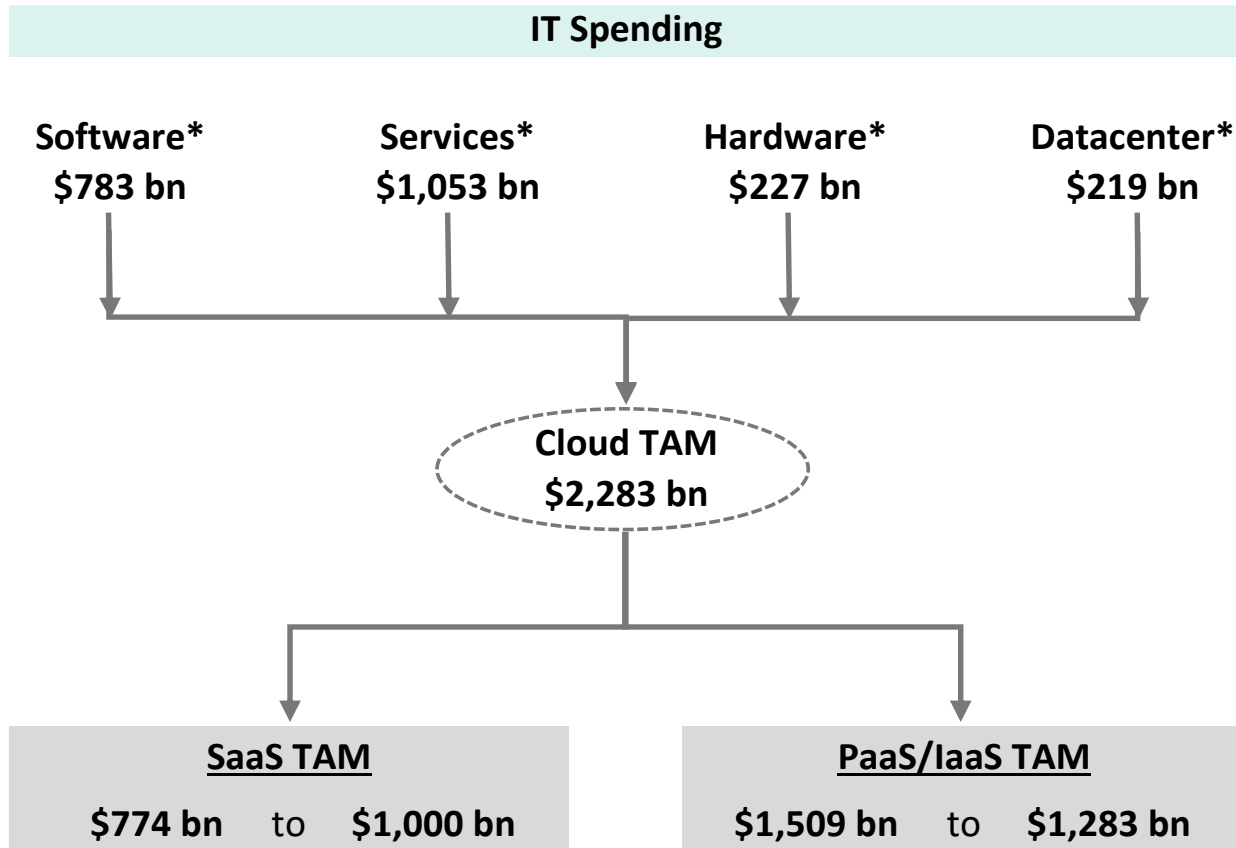 IT Spending
Software* Services* Hardware* Datacenter*
$783 bn $1,053 bn $227 bn $219 bn
Cloud TAM
$2,283 bn
SaaS TAM PaaS/IaaS TAM
$774 bn to $1,000 bn $1,509 bn to $1,283 bn